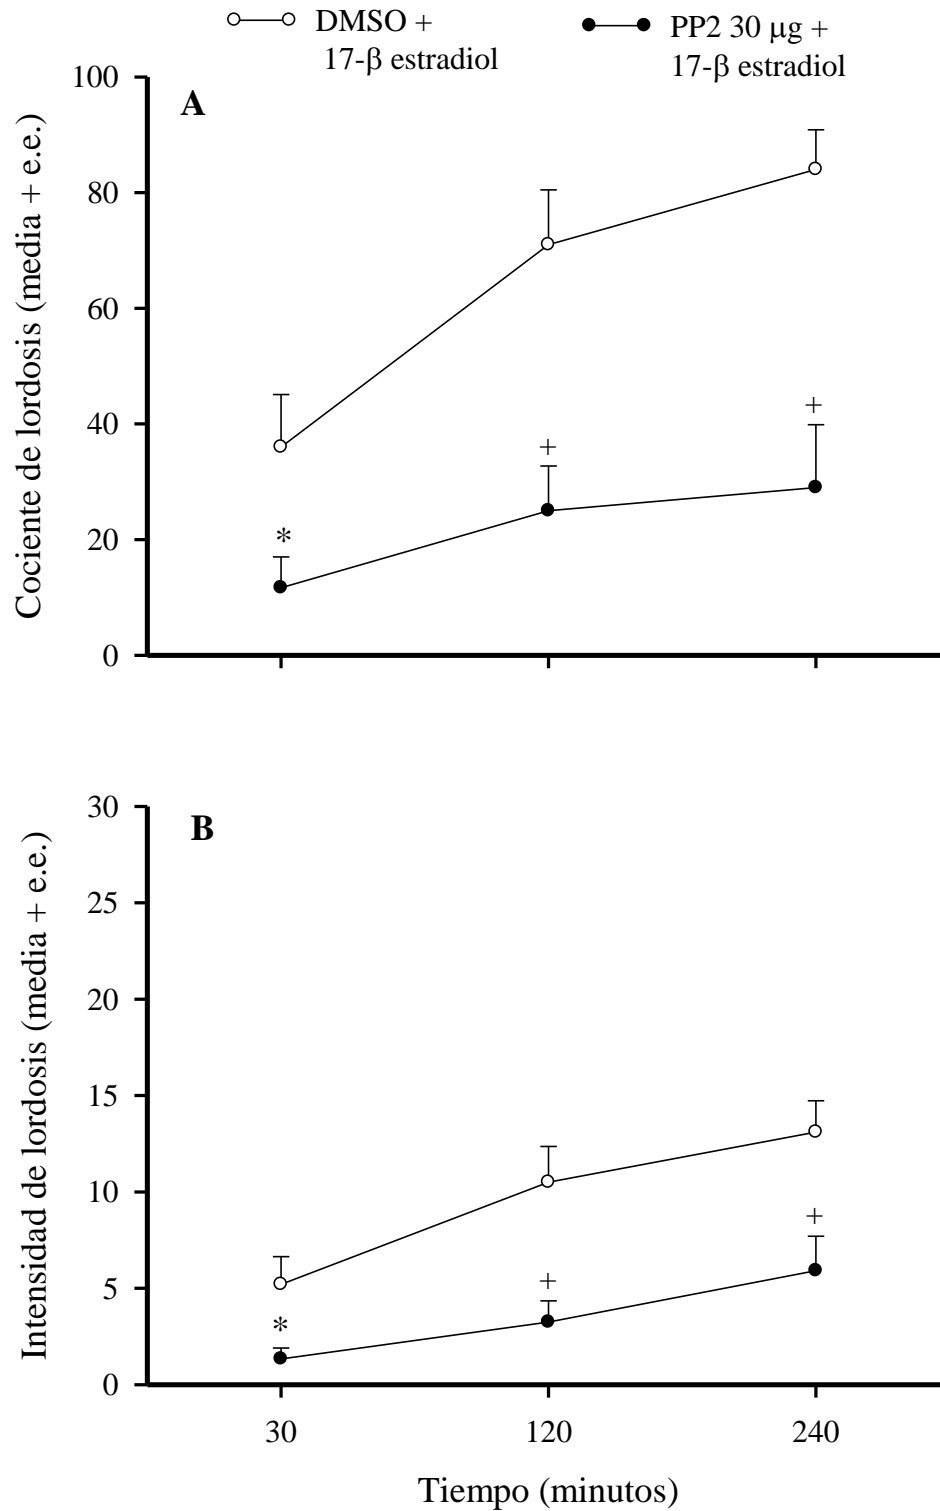 DMSO +
17-β estradiol
PP2 30 μg +
17-β estradiol
A
Cociente de lordosis (media + e.e.)
100
80
60
40
20
0
+
+
*
B
Intensidad de lordosis (media + e.e.)
30
25
20
15
10
5
0
+
+
*
30 120 240
Tiempo (minutos)